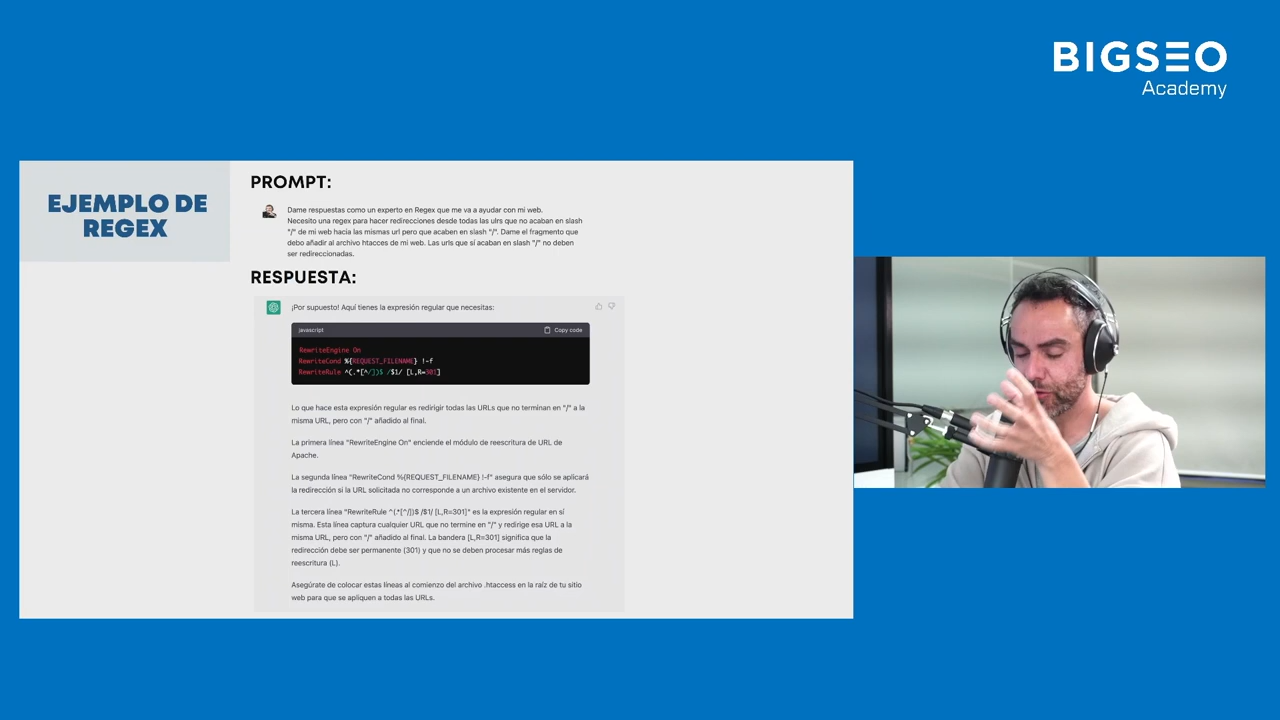 BIGSEO
Academy
EJEMPLO DE
REGEX
PROMPT:
Dame respuestas como un experto en Regex que me va a ayudar con mi web.
Necesito una regex para hacer redirecciones desde todas las ulrs que no acaban en slash
"/" de mi web hacia las mismas url pero que acaben en slash "/". Dame el fragmento que
debo añadir al archivo htacces de mi web. Las urls que sí acaban en slash "/" no deben
ser redireccionadas.
RESPUESTA:
¡Por supuesto! Aquí tienes la expresión regular que necesitas:
javascript
Copy code
RewriteEngine On
RewriteCond %{REQUEST_FILENAME} !-f
RewriteRule ^(.*[^/])$ /$1/ [L,R=301]
Lo que hace esta expresión regular es redirigir todas las URLs que no terminan en "/" a la
misma URL, pero con "/" añadido al final.
La primera línea "RewriteEngine On" enciende el módulo de reescritura de URL de
Apache.
La segunda línea "RewriteCond %{REQUEST_FILENAME} !-f" asegura que sólo se aplicará
la redirección si la URL solicitada no corresponde a un archivo existente en el servidor.
La tercera línea "RewriteRule ^(.*[^/])$ /$1/ [L,R=301]" es la expresión regular en sí
misma. Esta línea captura cualquier URL que no termine en "/" y redirige esa URL a la
misma URL, pero con "/" añadido al final. La bandera [L,R=301] significa que la
redirección debe ser permanente (301) y que no se deben procesar más reglas de
reescritura (L).
Asegúrate de colocar estas líneas al comienzo del archivo .htaccess en la raíz de tu sitio
web para que se apliquen a todas las URLs.